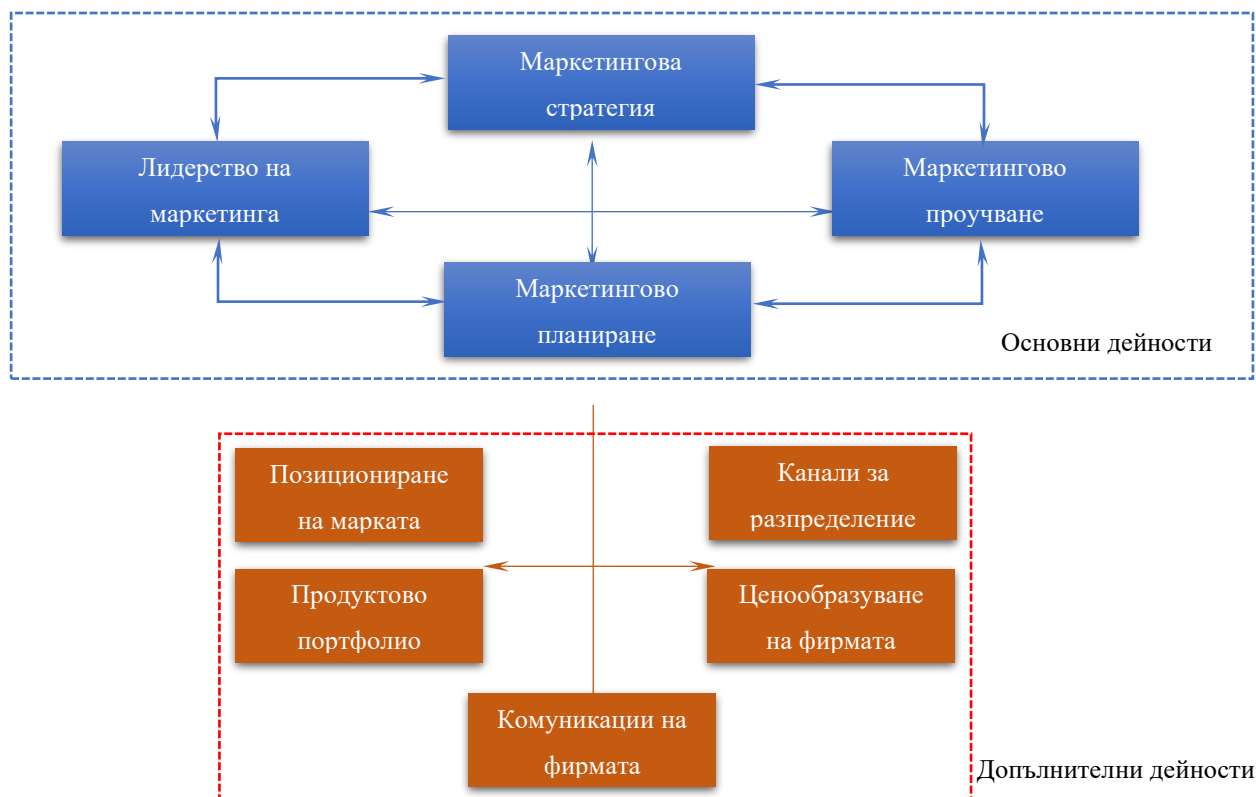 Маркетингова
стратегия
Лидерство на
маркетинга
Маркетингово
проучване
Маркетингово
планиране
Основни дейности
Позициониране
на марката
Канали за
разпределение
Продуктово
портфолио
Ценообразуване
на фирмата
Комуникации на
фирмата
Допълнителни дейности